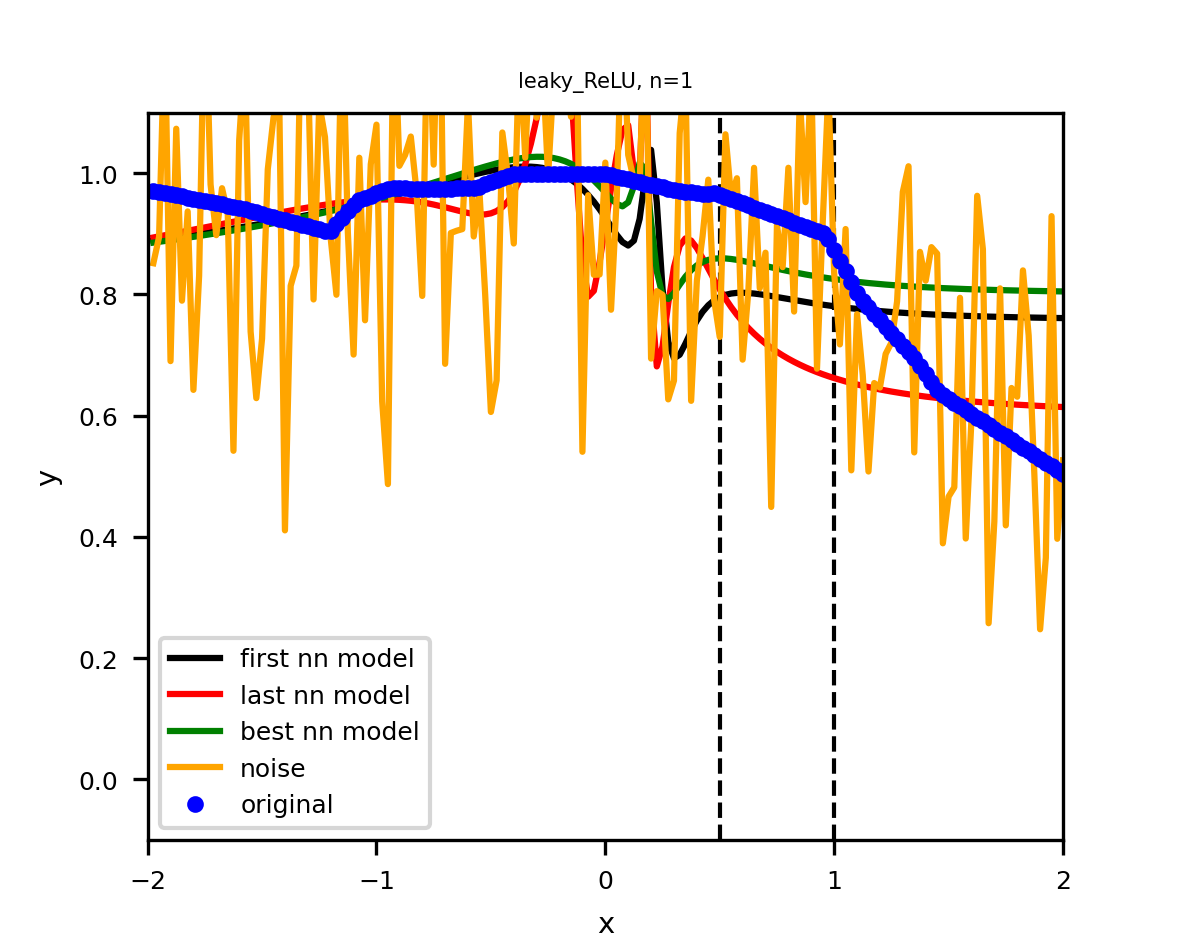 leaky_ReLU, n=1
1.0
0.8
0.6
0.4
0.2
0.0
y
first nn model
last nn model
best nn model
noise
original
−2
−1
0
1
2
x